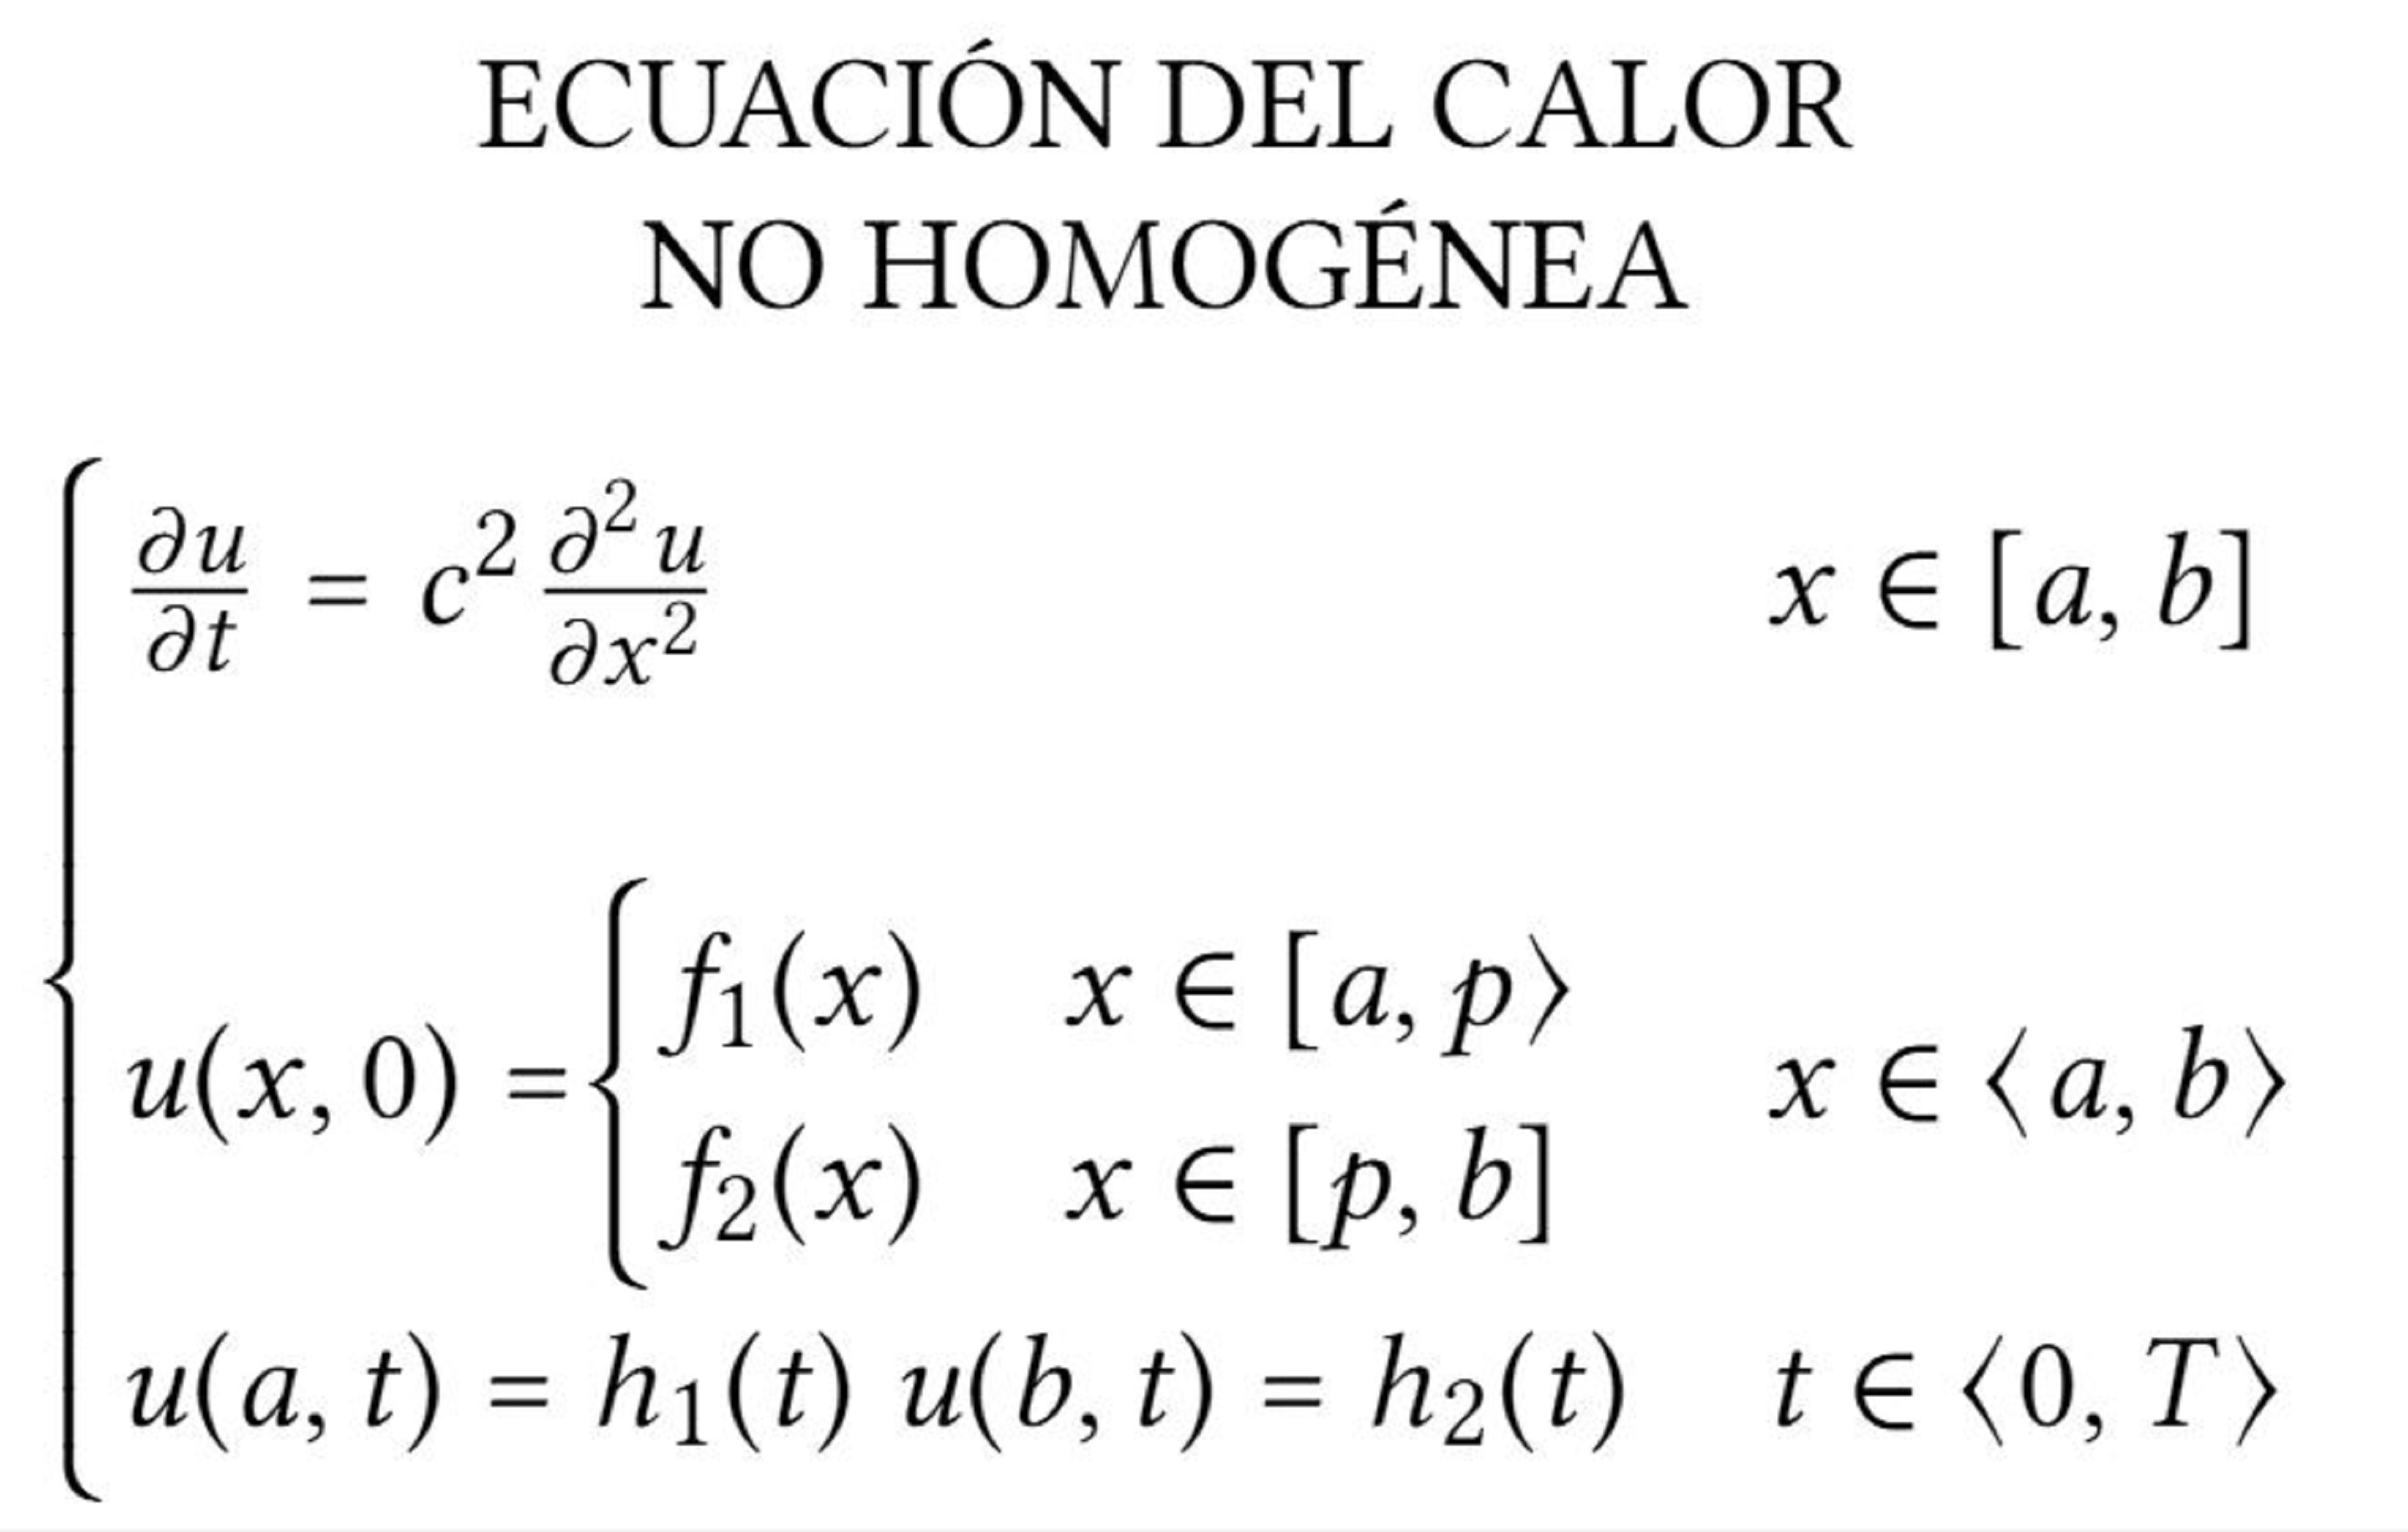 ECUACIÓN DEL CALOR
NO HOMOGÉNEA
∂u/∂t = c² ∂²u/∂x² x ∈ [a, b]
u(x, 0) = { f₁(x) x ∈ [a, p⟩
f₂(x) x ∈ [p, b] x ∈ ⟨a, b⟩
u(a, t) = h₁(t) u(b, t) = h₂(t) t ∈ ⟨0, T⟩